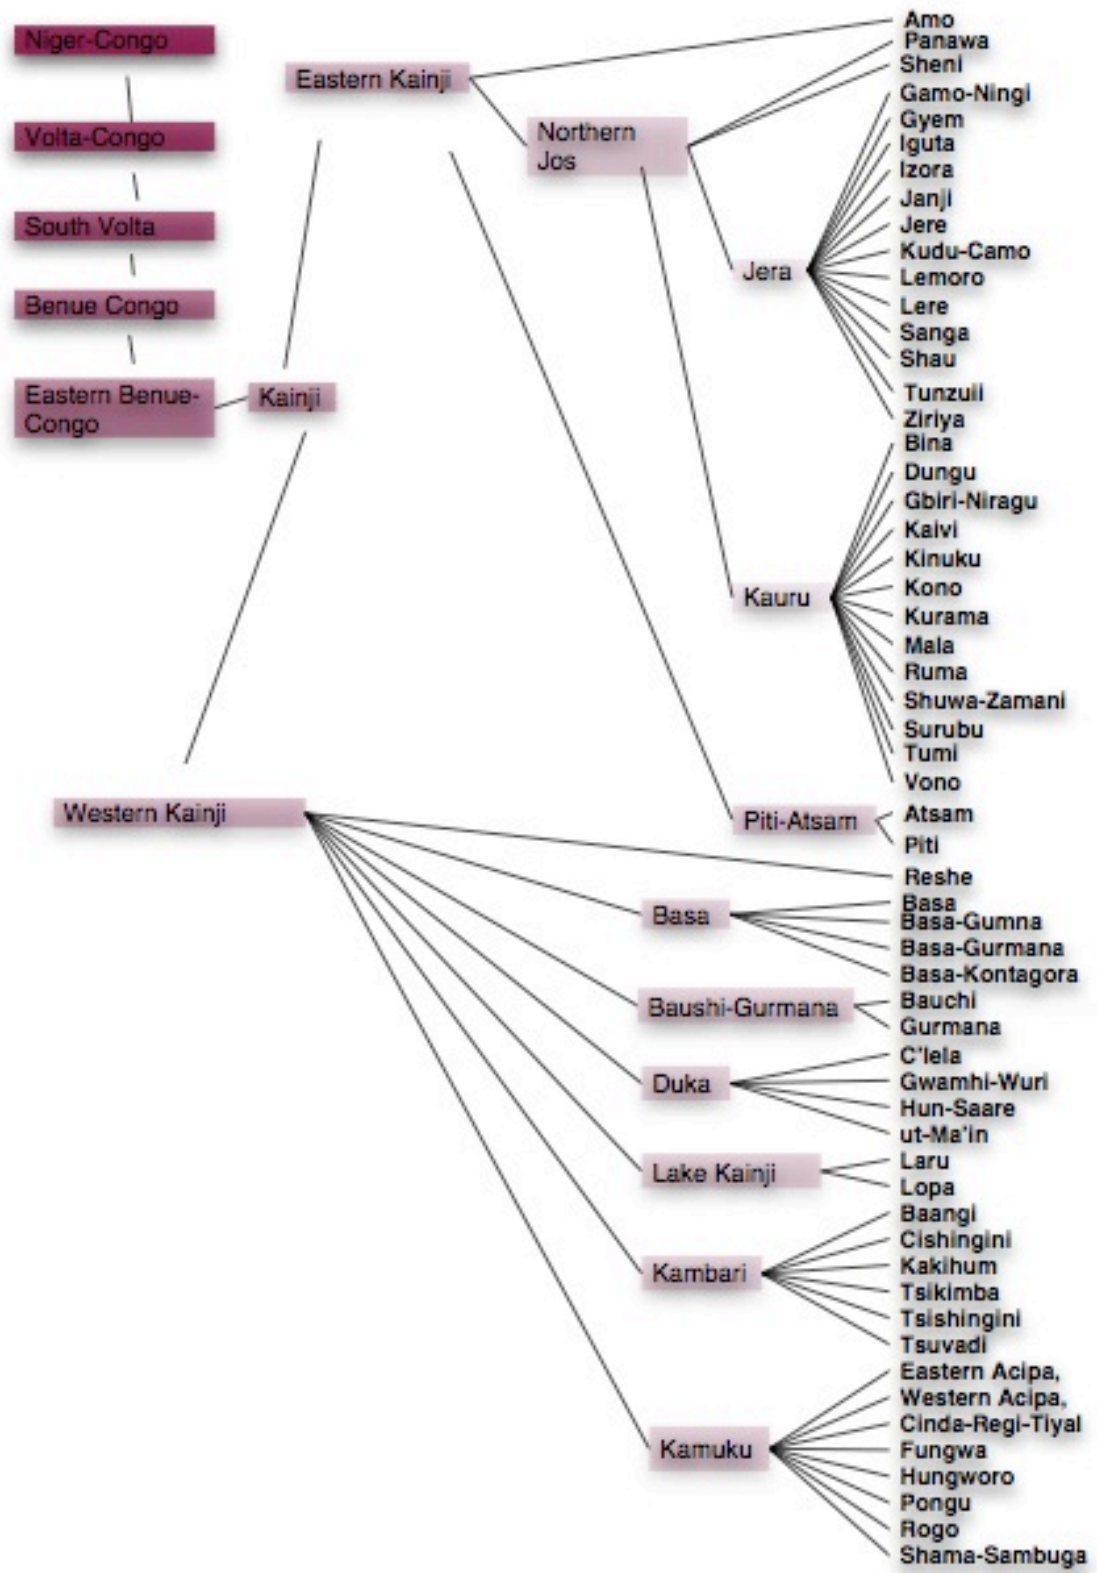 Niger-Congo
Volta-Congo
South Volta
Benue Congo
Eastern Benue-
Congo
Kainji
Eastern Kainji
Northern
Jos
Jera
Kauru
Piti-Atsam
Western Kainji
Basa
Baushi-Gurmana
Duka
Lake Kainji
Kambari
Kamuku
Amo
Panawa
Sheni
Gamo-Ningi
Gyem
Iguta
Izora
Janji
Jere
Kudu-Camo
Lemoro
Lere
Sanga
Shau
Tunzuii
Ziriya
Bina
Dungu
Gbiri-Niragu
Kaivi
Kinuku
Kono
Kurama
Mala
Ruma
Shuwa-Zamani
Surubu
Tumi
Vono
Atsam
Piti
Reshe
Basa
Basa-Gumna
Basa-Gurmana
Basa-Kontagora
Bauchi
Gurmana
C'lela
Gwamhi-Wuri
Hun-Saare
ut-Ma'in
Laru
Lopa
Baangi
Cishingini
Kakihum
Tsikimba
Tsishingini
Tsuvadi
Eastern Acipa,
Western Acipa,
Cinda-Regi-Tiyal
Fungwa
Hungworo
Pongu
Rogo
Shama-Sambuga